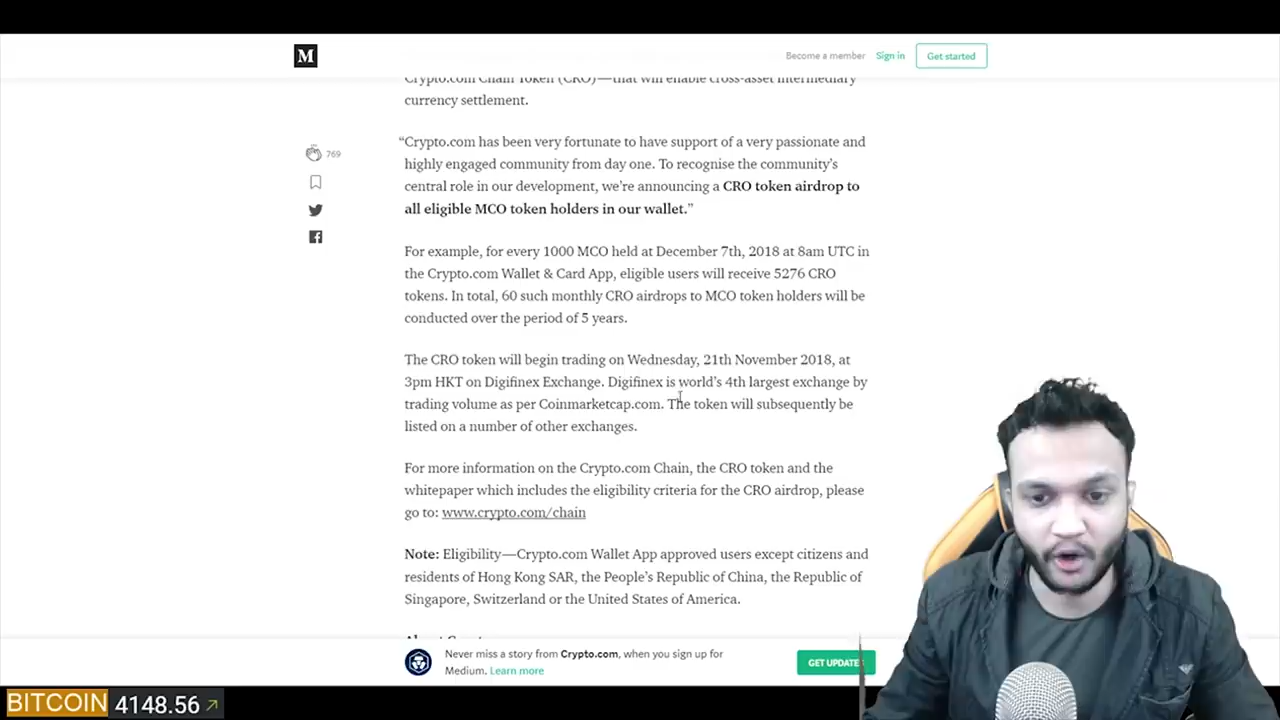 M
Become a member
Sign in
Get started
Crypto.com Chain Token (CRO)—that will enable cross-asset intermediary
currency settlement.
769
“Crypto.com has been very fortunate to have support of a very passionate and
highly engaged community from day one. To recognise the community’s
central role in our development, we’re announcing a CRO token airdrop to
all eligible MCO token holders in our wallet.”
For example, for every 1000 MCO held at December 7th, 2018 at 8am UTC in
the Crypto.com Wallet & Card App, eligible users will receive 5276 CRO
tokens. In total, 60 such monthly CRO airdrops to MCO token holders will be
conducted over the period of 5 years.
The CRO token will begin trading on Wednesday, 21th November 2018, at
3pm HKT on Digifinex Exchange. Digifinex is world’s 4th largest exchange by
trading volume as per Coinmarketcap.com. The token will subsequently be
listed on a number of other exchanges.
For more information on the Crypto.com Chain, the CRO token and the
whitepaper which includes the eligibility criteria for the CRO airdrop, please
go to: www.crypto.com/chain
Note: Eligibility—Crypto.com Wallet App approved users except citizens and
residents of Hong Kong SAR, the People’s Republic of China, the Republic of
Singapore, Switzerland or the United States of America.
Never miss a story from Crypto.com, when you sign up for
Medium. Learn more
GET UPDATES
BITCOIN 4148.56